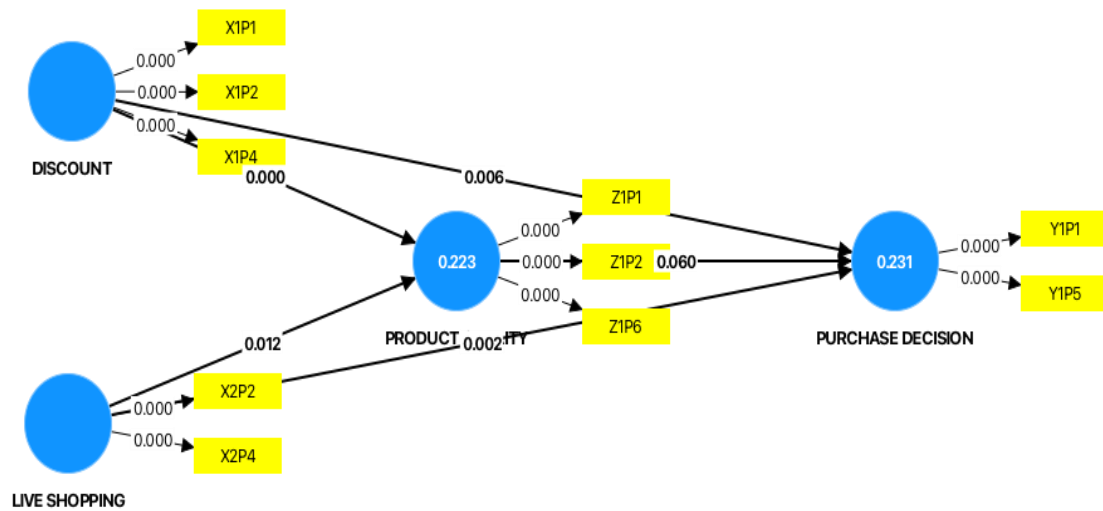 X1P1
0.000
0.000
X1P2
0.000
X1P4
DISCOUNT
0.000
0.006
Z1P1
0.000
0.223
0.000
Z1P2
0.060
0.231
0.000
Y1P1
0.000
Y1P5
0.000
Z1P6
PRODUCT
ITY
0.002
PURCHASE DECISION
0.012
X2P2
0.000
0.000
X2P4
LIVE SHOPPING